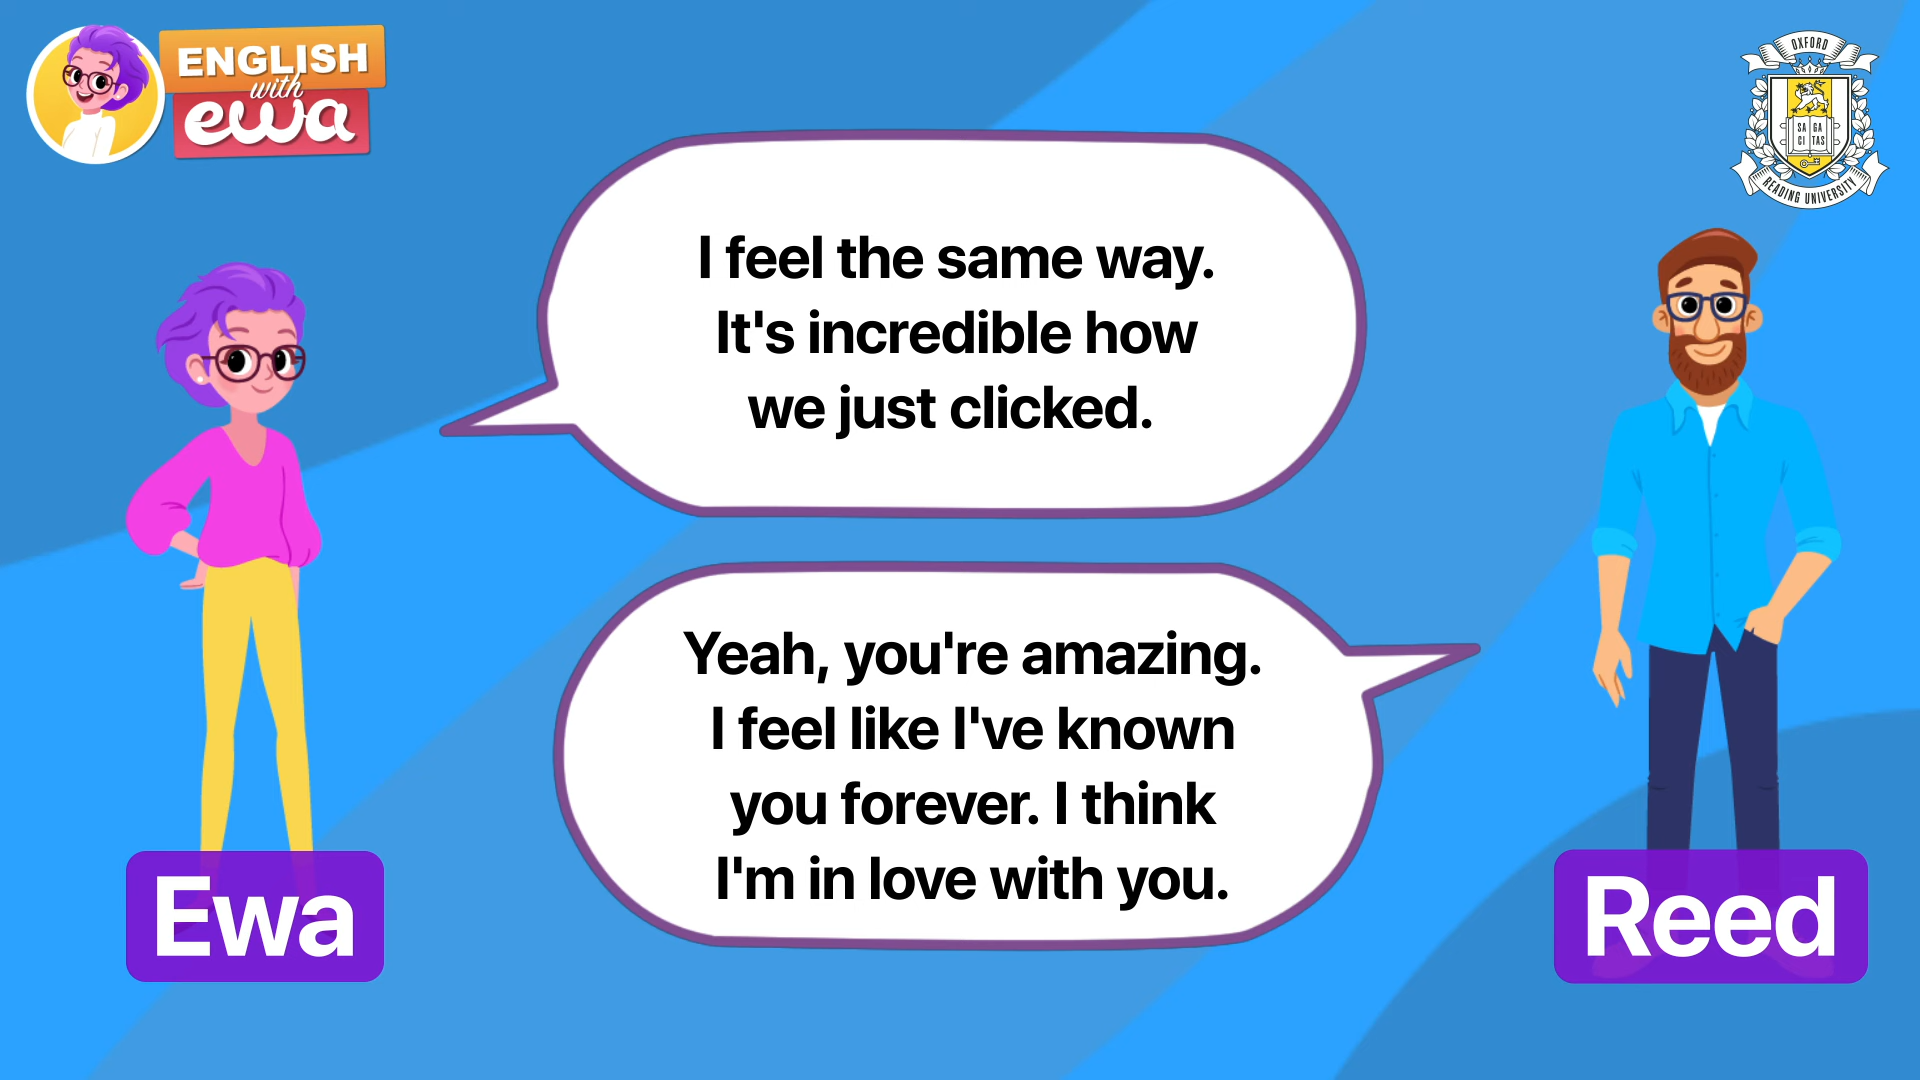 ENGLISH
with
ewa
OXFORD
SA GA
CI TAS
READING UNIVERSITY
I feel the same way.
It's incredible how
we just clicked.
Yeah, you're amazing.
I feel like I've known
you forever. I think
I'm in love with you.
Ewa
Reed